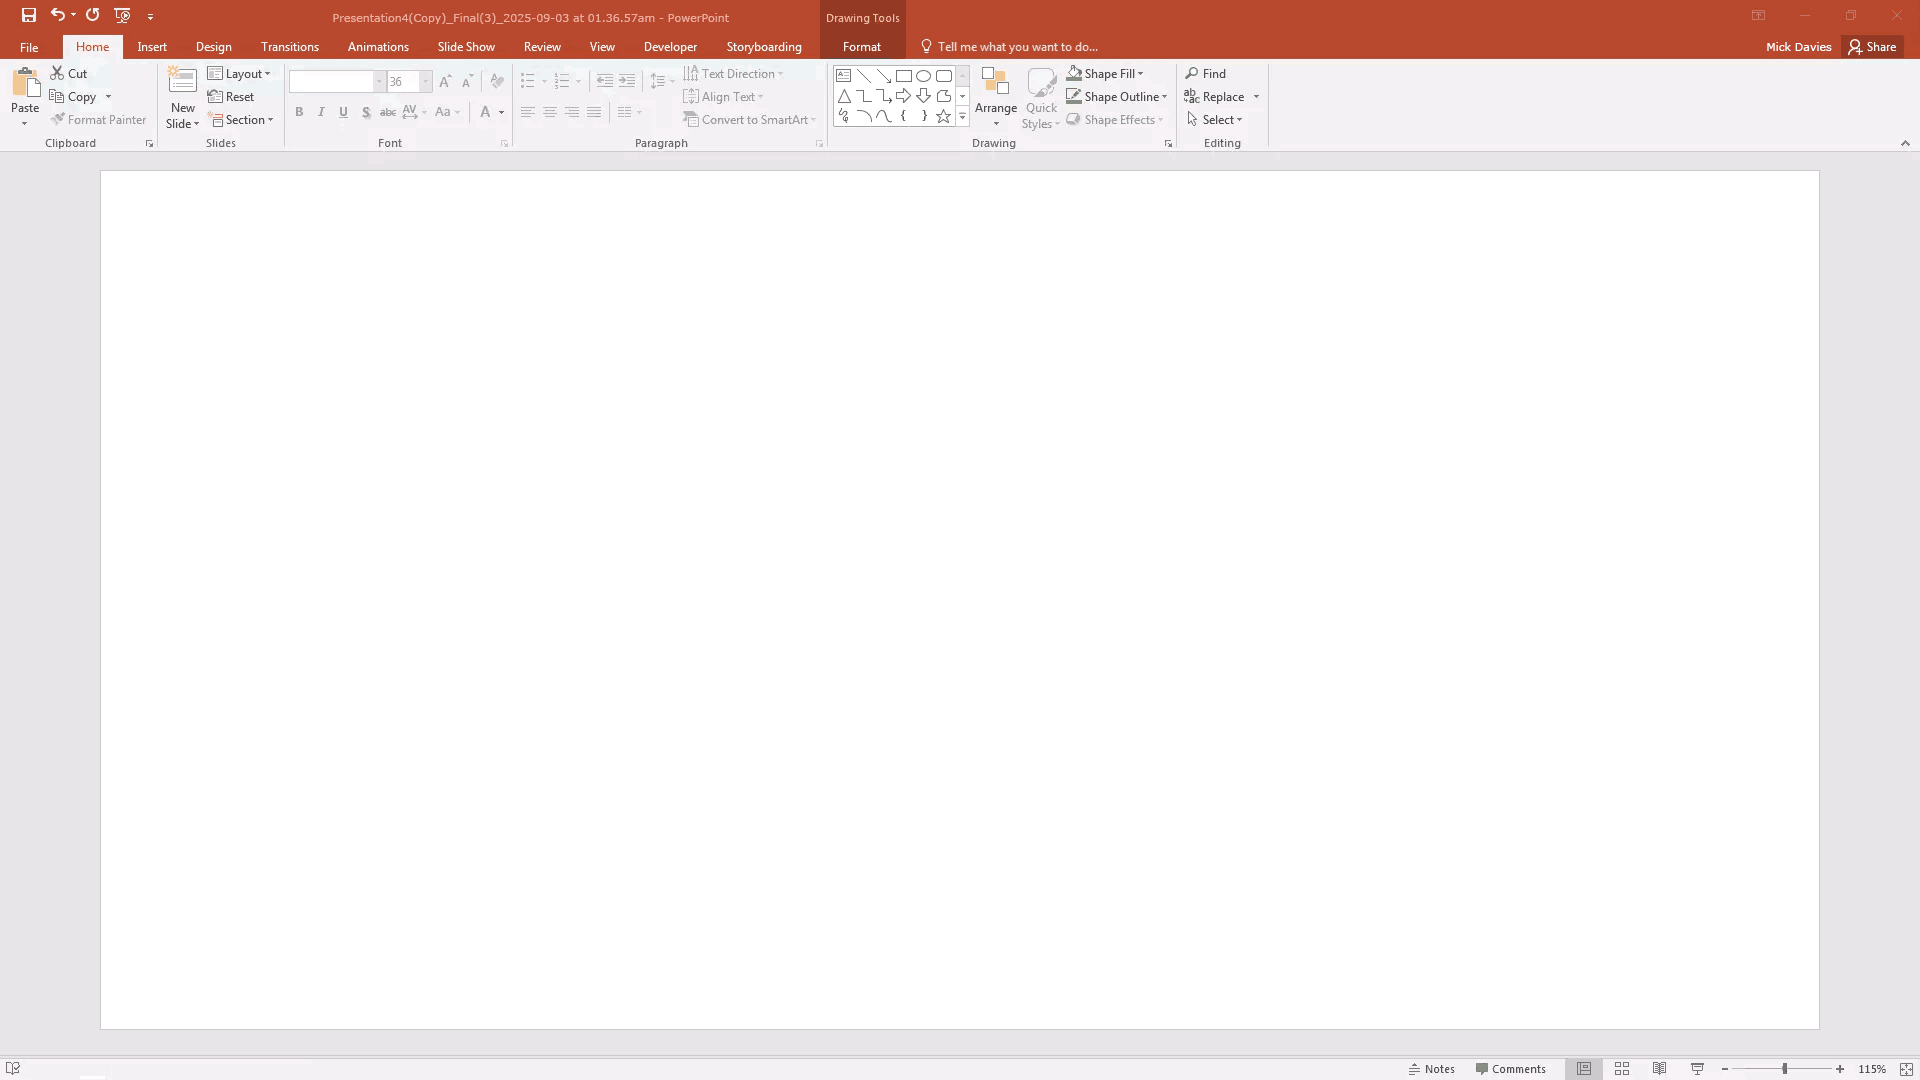 Presentation4(Copy)_Final(3)_2025-09-03 at 01.36.57am - PowerPoint
Drawing Tools
File Home Insert Design Transitions Animations Slide Show Review View Developer Storyboarding Format Tell me what you want to do... Mick Davies Share
Paste
Cut
Copy
Format Painter
Clipboard
New Slide
Layout
Reset
Section
Slides
36
B I U S abc AV Aa A
Font
Text Direction
Align Text
Convert to SmartArt
Paragraph
Arrange
Quick Styles
Shape Fill
Shape Outline
Shape Effects
Drawing
Find
Replace
Select
Editing
Notes Comments 115%